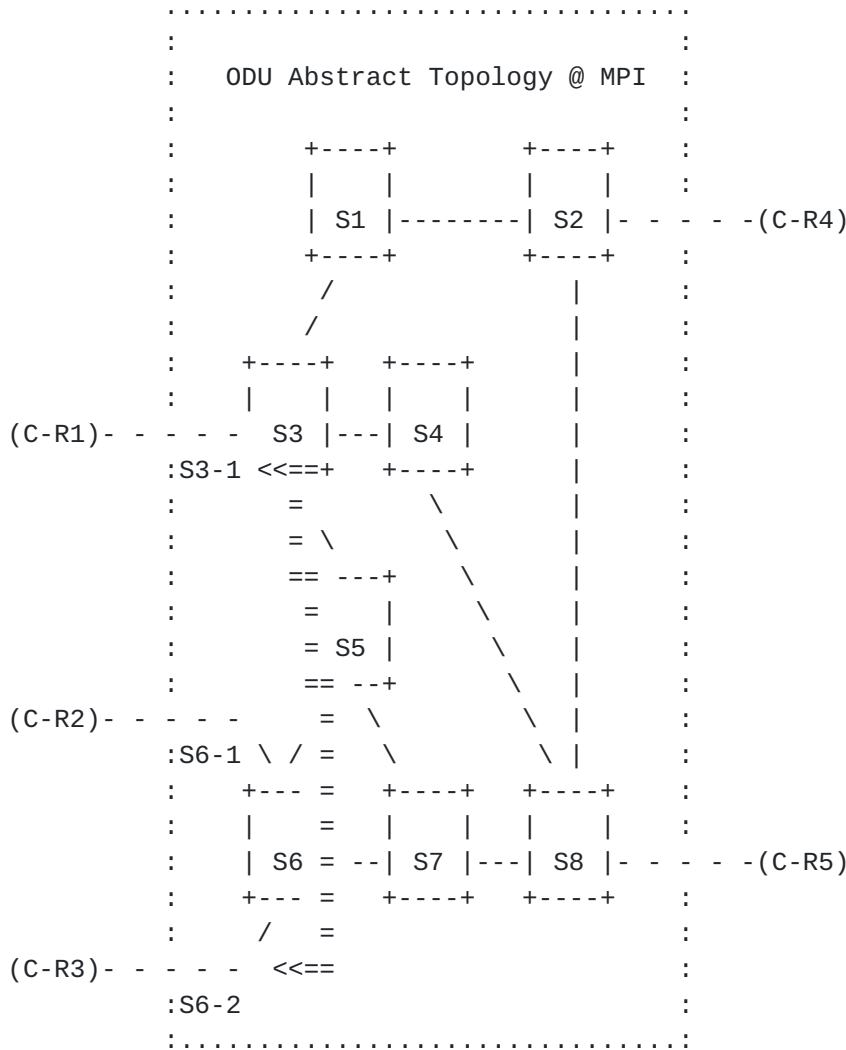 ..................................
:                                :
:   ODU Abstract Topology @ MPI  :
:                                :
:        +----+        +----+    :
:        |    |        |    |    :
:        | S1 |--------| S2 |- - - - -(C-R4)
:        +----+        +----+    :
:         /               |      :
:        /                |      :
:    +----+   +----+      |      :
:    |    |   |    |      |      :
(C-R1)- - - - -  S3 |---| S4 |      |      :
:S3-1 <<==+   +----+      |      :
:       =        \        |      :
:       = \       \       |      :
:       == ---+    \      |      :
:        =    |     \     |      :
:        = S5 |      \    |      :
:        == --+       \   |      :
(C-R2)- - - - -     =  \         \  |      :
:S6-1 \ / =   \         \ |      :
:    +--- =   +----+   +----+    :
:    |    =   |    |   |    |    :
:    | S6 = --| S7 |---| S8 |- - - - -(C-R5)
:    +--- =   +----+   +----+    :
:     /   =                      :
(C-R3)- - - - -  <<==                      :
:S6-2                            :
:................................: